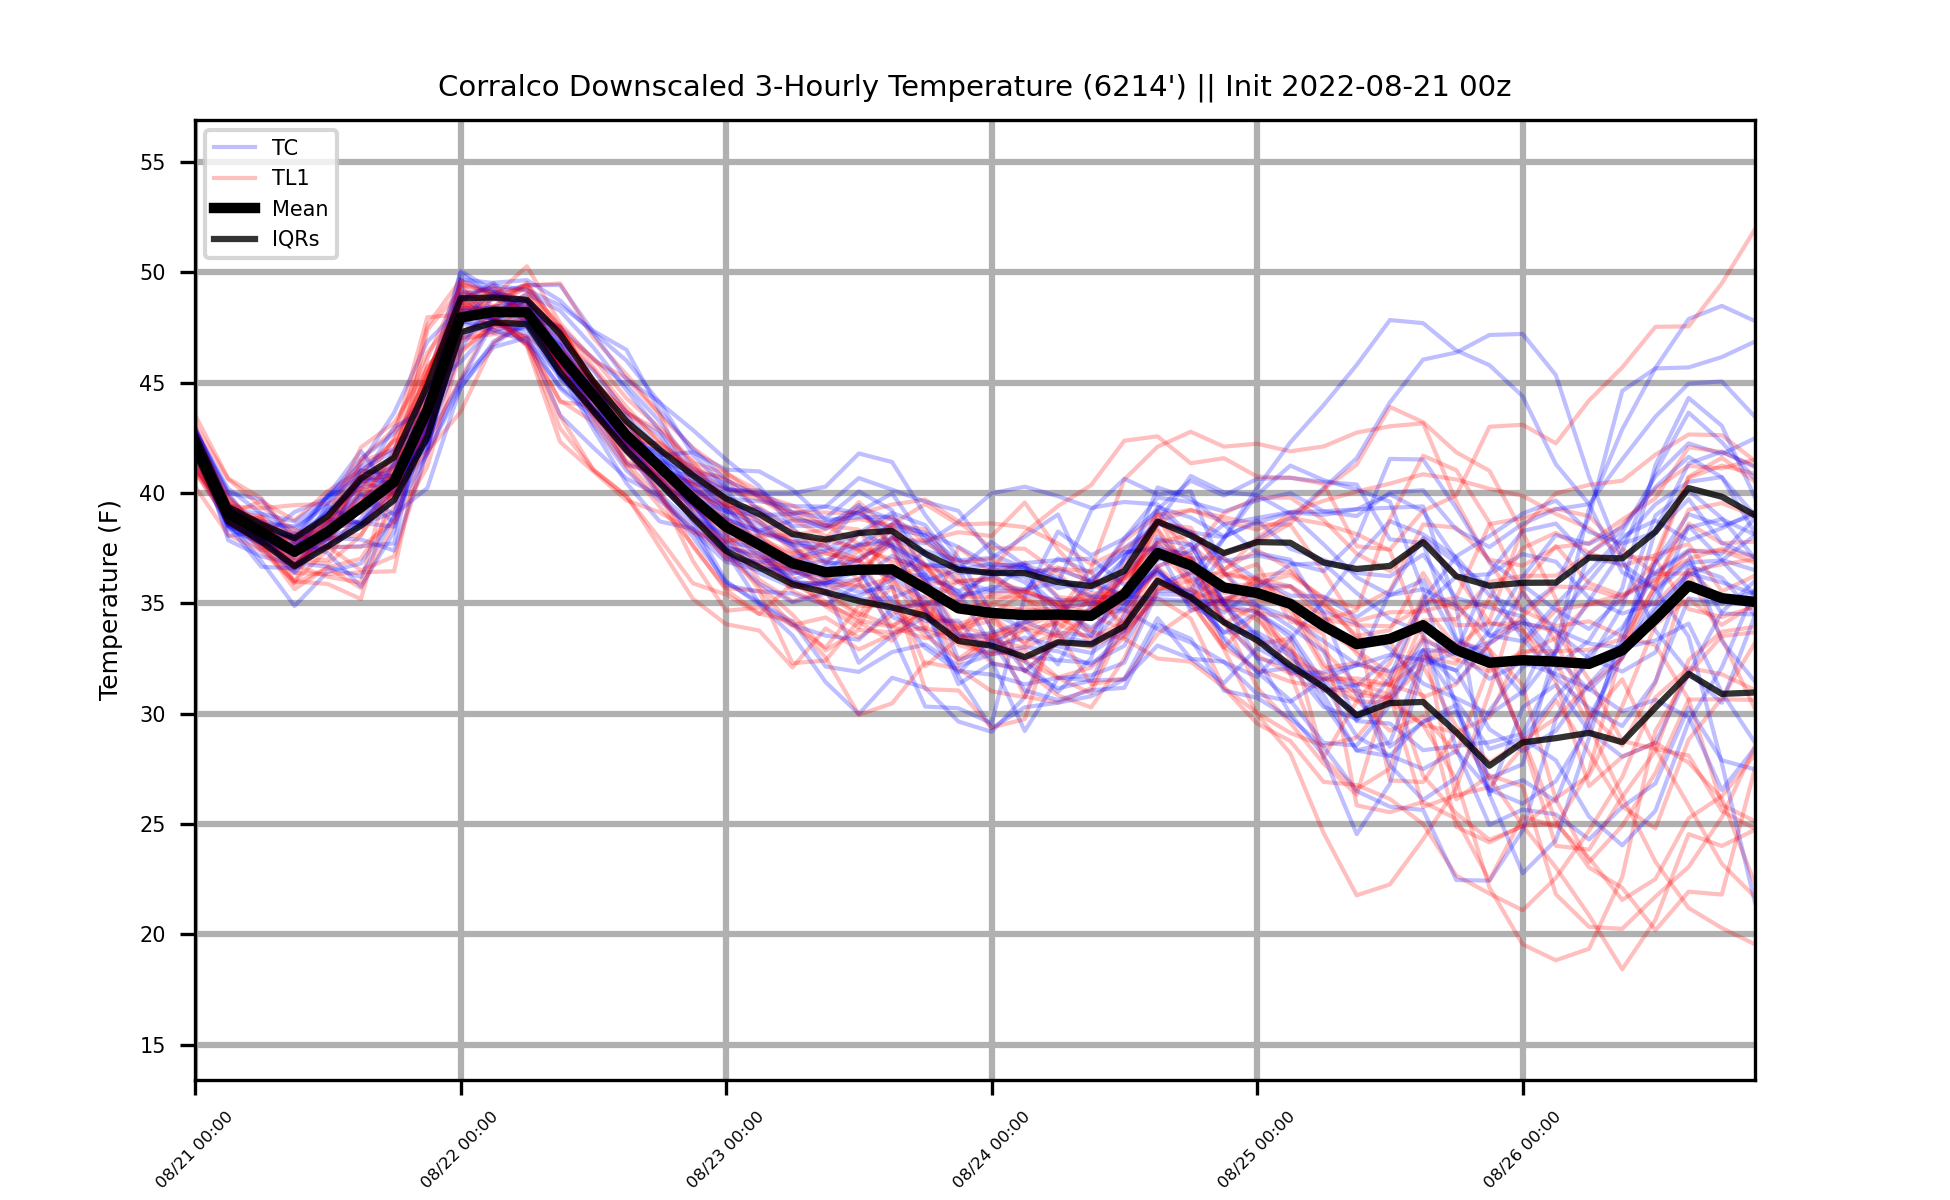 Corralco Downscaled 3-Hourly Temperature (6214') || Init 2022-08-21 00z
TC
TL1
Mean
IQRs
Temperature (F)
55
50
45
40
35
30
25
20
15
08/21 00:00
08/22 00:00
08/23 00:00
08/24 00:00
08/25 00:00
08/26 00:00